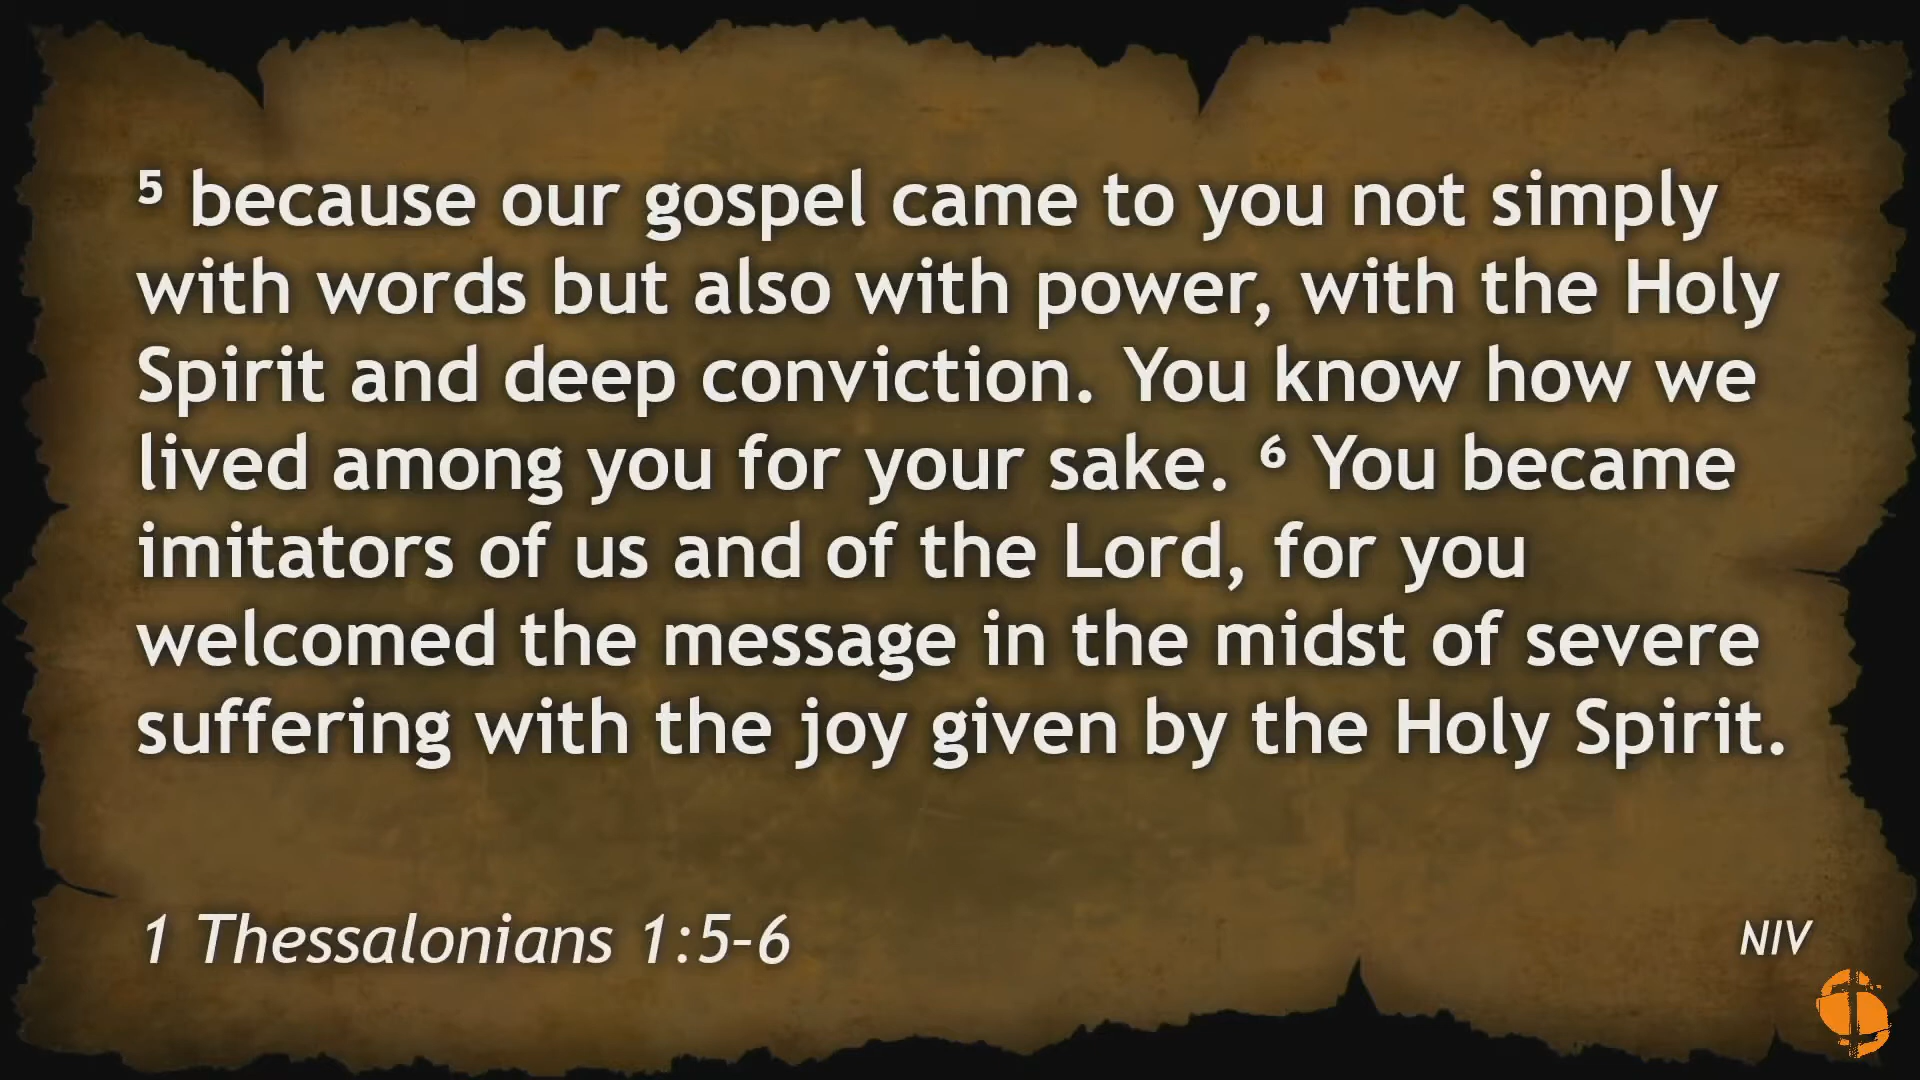 ⁵ because our gospel came to you not simply
with words but also with power, with the Holy
Spirit and deep conviction. You know how we
lived among you for your sake. ⁶ You became
imitators of us and of the Lord, for you
welcomed the message in the midst of severe
suffering with the joy given by the Holy Spirit.
1 Thessalonians 1:5–6
NIV